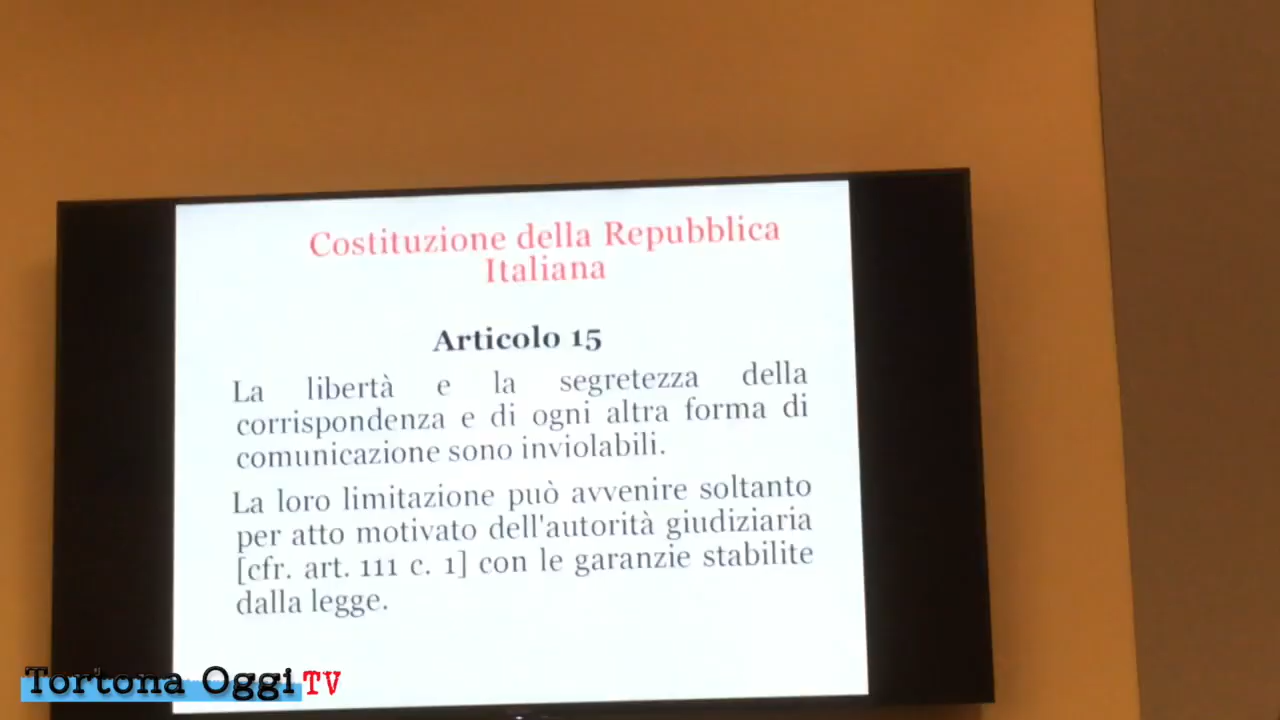 Costituzione della Repubblica
Italiana
Articolo 15
La libertà e la segretezza della
corrispondenza e di ogni altra forma di
comunicazione sono inviolabili.
La loro limitazione può avvenire soltanto
per atto motivato dell'autorità giudiziaria
[cfr. art. 111 c. 1] con le garanzie stabilite
dalla legge.
Tortona Oggi TV